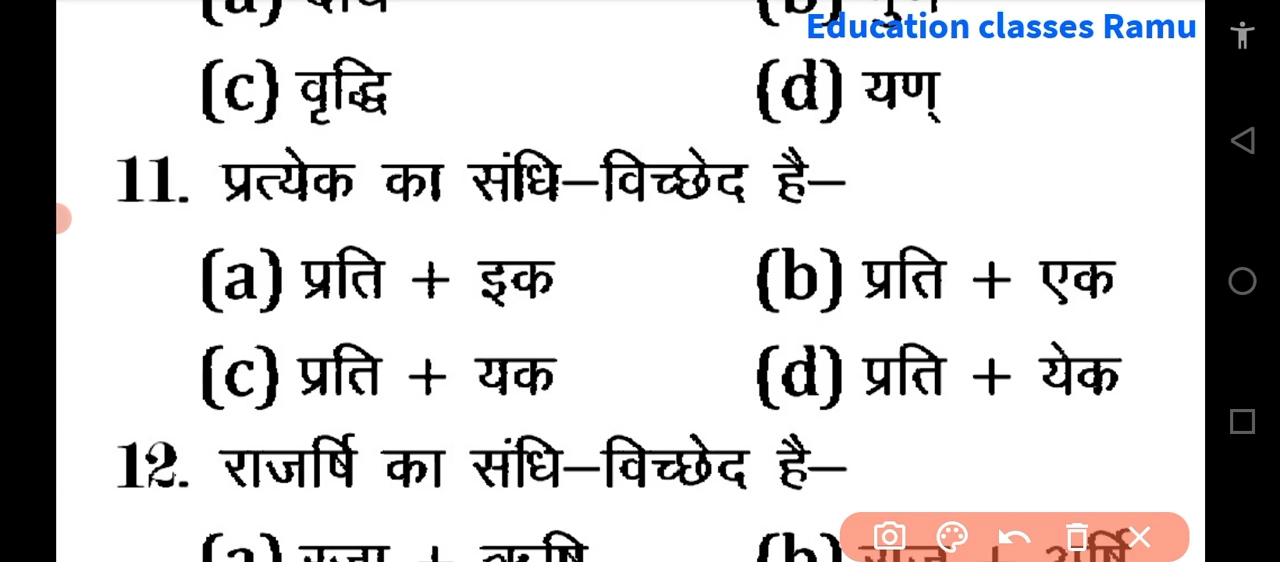 Education classes Ramu
(c) वृद्धि (d) यण्
11. प्रत्येक का संधि–विच्छेद है–
(a) प्रति + इक (b) प्रति + एक
(c) प्रति + यक (d) प्रति + येक
12. राजर्षि का संधि–विच्छेद है–